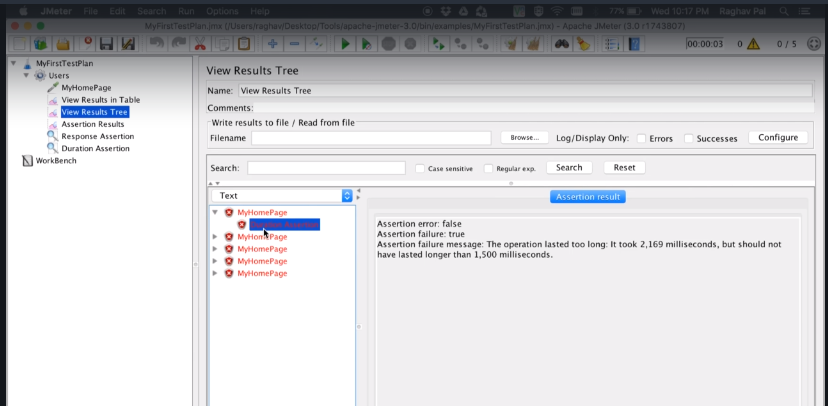 JMeter File Edit Search Run Options Help 77% Wed 10:17 PM Raghav Pal
MyFirstTestPlan.jmx (/Users/raghav/Desktop/Tools/apache-jmeter-3.0/bin/examples/MyFirstTestPlan.jmx) - Apache JMeter (3.0 r1743807)
00:00:03 0 0 / 5
MyFirstTestPlan
Users
MyHomePage
View Results in Table
View Results Tree
Assertion Results
Response Assertion
Duration Assertion
WorkBench
View Results Tree
Name: View Results Tree
Comments:
Write results to file / Read from file
Filename Browse... Log/Display Only: Errors Successes Configure
Search: Case sensitive Regular exp. Search Reset
Text
MyHomePage
MyHomePage
MyHomePage
MyHomePage
MyHomePage
Assertion result
Assertion error: false
Assertion failure: true
Assertion failure message: The operation lasted too long: It took 2,169 milliseconds, but should not
have lasted longer than 1,500 milliseconds.